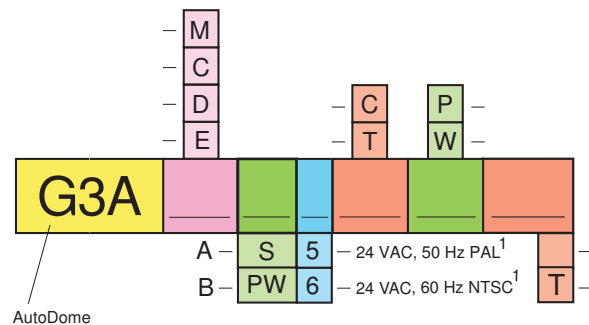 – M
– C
– D
– E
– C
– T
P –
W –
G3A
A – S 5 – 24 VAC, 50 Hz PAL¹
B – PW 6 – 24 VAC, 60 Hz NTSC¹
T –
AutoDome